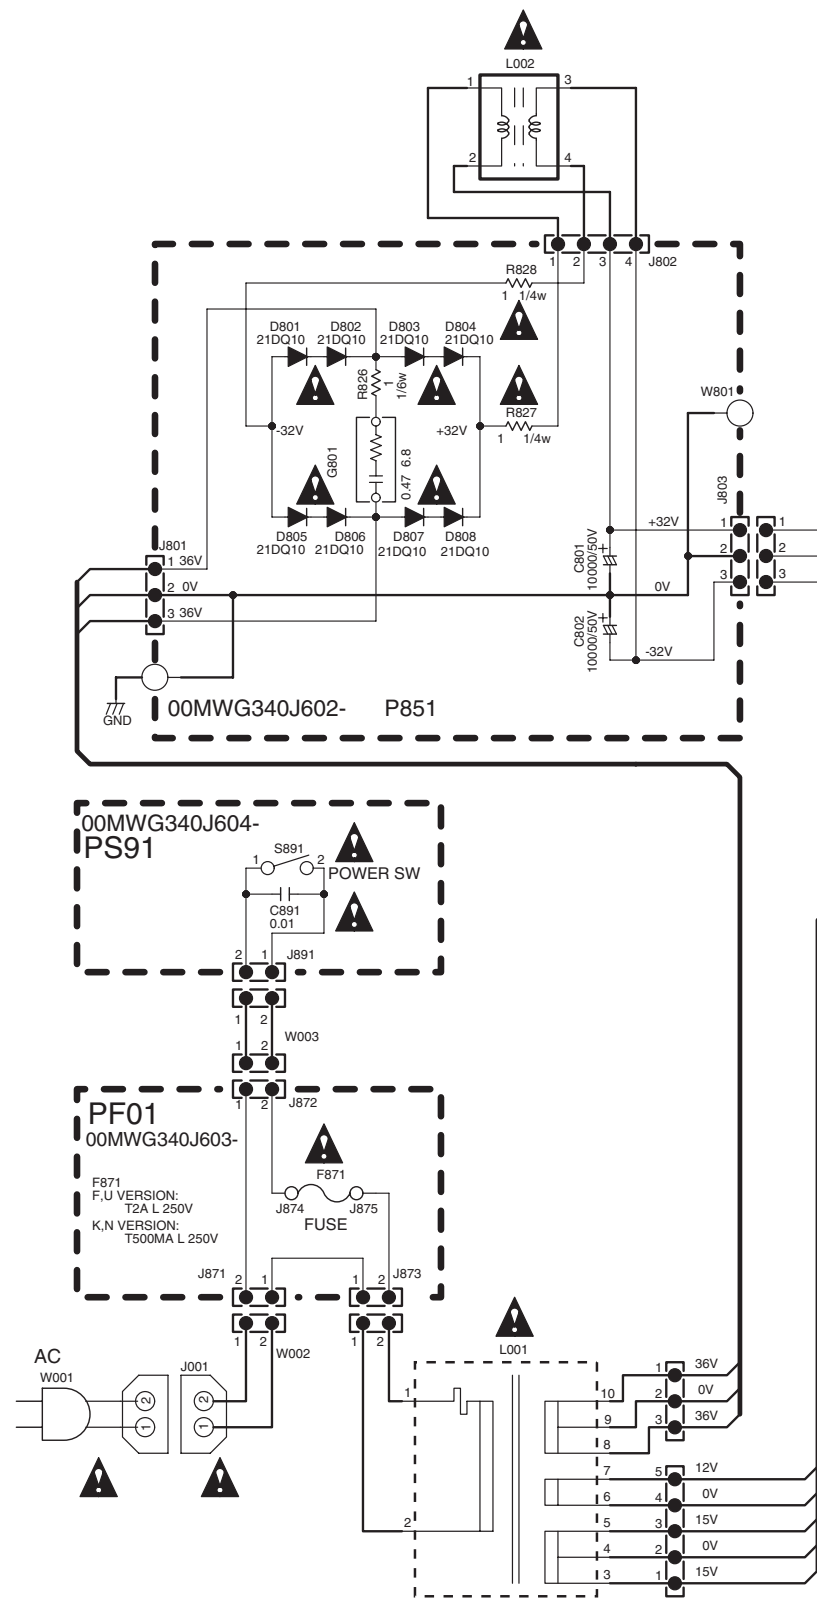 L002
1 3
2 4
1 2 3 4 J802
R828
1 1/4w
D801 D802 D803 D804
21DQ10 21DQ10 21DQ10 21DQ10
R826
1
1/6w
W801
R827
1 1/4w
-32V +32V
G801
0.47 6.8
J803
D805 D806 D807 D808
21DQ10 21DQ10 21DQ10 21DQ10
+32V 1 1
J801
1 36V
C801
10000/50V
+
2 2
2 0V 0V
3 3
3 36V
C802
10000/50V
+
-32V
GND
00MWG340J602- P851
00MWG340J604-
PS91
S891
1 2
POWER SW
C891
0.01
2 1 J891
1 2
W003
1 2
1 2 J872
PF01
00MWG340J603-
F871
F871
F,U VERSION:
T2A L 250V
K,N VERSION:
T500MA L 250V
J874 J875
FUSE
J871 2 1 1 2 J873
1 2 W002 1 2
L001
AC
W001 J001
2 2
1 1
1 10 1 36V
9 2 0V
8 3 36V
7 5 12V
6 4 0V
2 5 3 15V
4 2 0V
3 1 15V